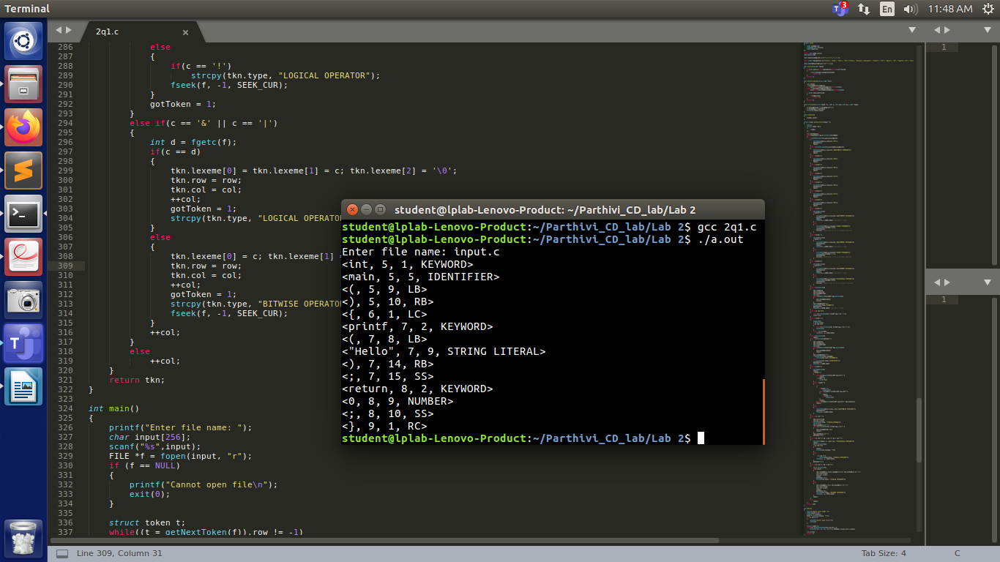 Terminal
3
En
11:48 AM
2q1.c
286 else
287 {
288 if(c == '!')
289 strcpy(tkn.type, "LOGICAL OPERATOR");
290 fseek(f, -1, SEEK_CUR);
291 }
292 gotToken = 1;
293 }
294 else if(c == '&' || c == '|')
295 {
296 int d = fgetc(f);
297 if(c == d)
298 {
299 tkn.lexeme[0] = tkn.lexeme[1] = c; tkn.lexeme[2] = '\0';
300 tkn.row = row;
301 tkn.col = col;
302 ++col;
303 gotToken = 1;
304 strcpy(tkn.type, "LOGICAL OPERATO
305 }
306 else
307 {
308 tkn.lexeme[0] = c; tkn.lexeme[1] =
309 tkn.row = row;
310 tkn.col = col;
311 ++col;
312 gotToken = 1;
313 strcpy(tkn.type, "BITWISE OPERATO
314 fseek(f, -1, SEEK_CUR);
315 }
316 ++col;
317 }
318 else
319 ++col;
320 }
321 return tkn;
322 }
323
324 int main()
325 {
326 printf("Enter file name: ");
327 char input[256];
328 scanf("%s",input);
329 FILE *f = fopen(input, "r");
330 if (f == NULL)
331 {
332 printf("Cannot open file\n");
333 exit(0);
334 }
335
336 struct token t;
337 while((t = getNextToken(f)).row != -1)
student@lplab-Lenovo-Product: ~/Parthivi_CD_lab/Lab 2
student@lplab-Lenovo-Product:~/Parthivi_CD_lab/Lab 2$ gcc 2q1.c
student@lplab-Lenovo-Product:~/Parthivi_CD_lab/Lab 2$ ./a.out
Enter file name: input.c
<int, 5, 1, KEYWORD>
<main, 5, 5, IDENTIFIER>
<(, 5, 9, LB>
<), 5, 10, RB>
<{, 6, 1, LC>
<printf, 7, 2, KEYWORD>
<(, 7, 8, LB>
<"Hello", 7, 9, STRING LITERAL>
<), 7, 14, RB>
<;, 7, 15, SS>
<return, 8, 2, KEYWORD>
<0, 8, 9, NUMBER>
<;, 8, 10, SS>
<}, 9, 1, RC>
student@lplab-Lenovo-Product:~/Parthivi_CD_lab/Lab 2$
1
1
Line 309, Column 31
Tab Size: 4
C